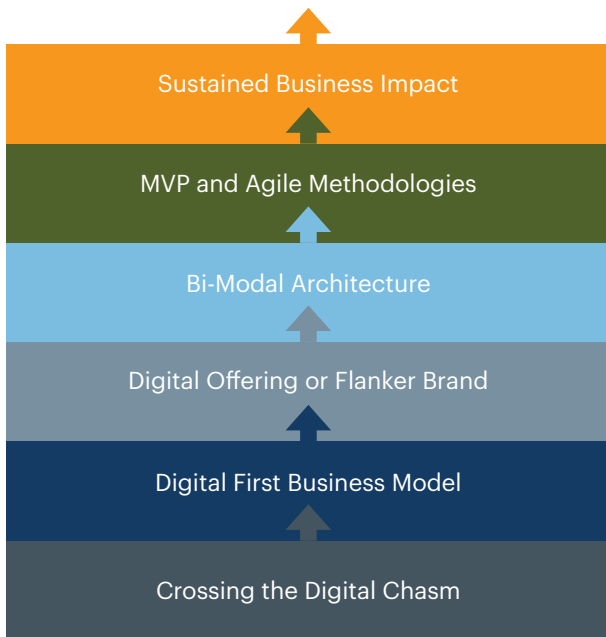 Sustained Business Impact
MVP and Agile Methodologies
Bi-Modal Architecture
Digital Offering or Flanker Brand
Digital First Business Model
Crossing the Digital Chasm